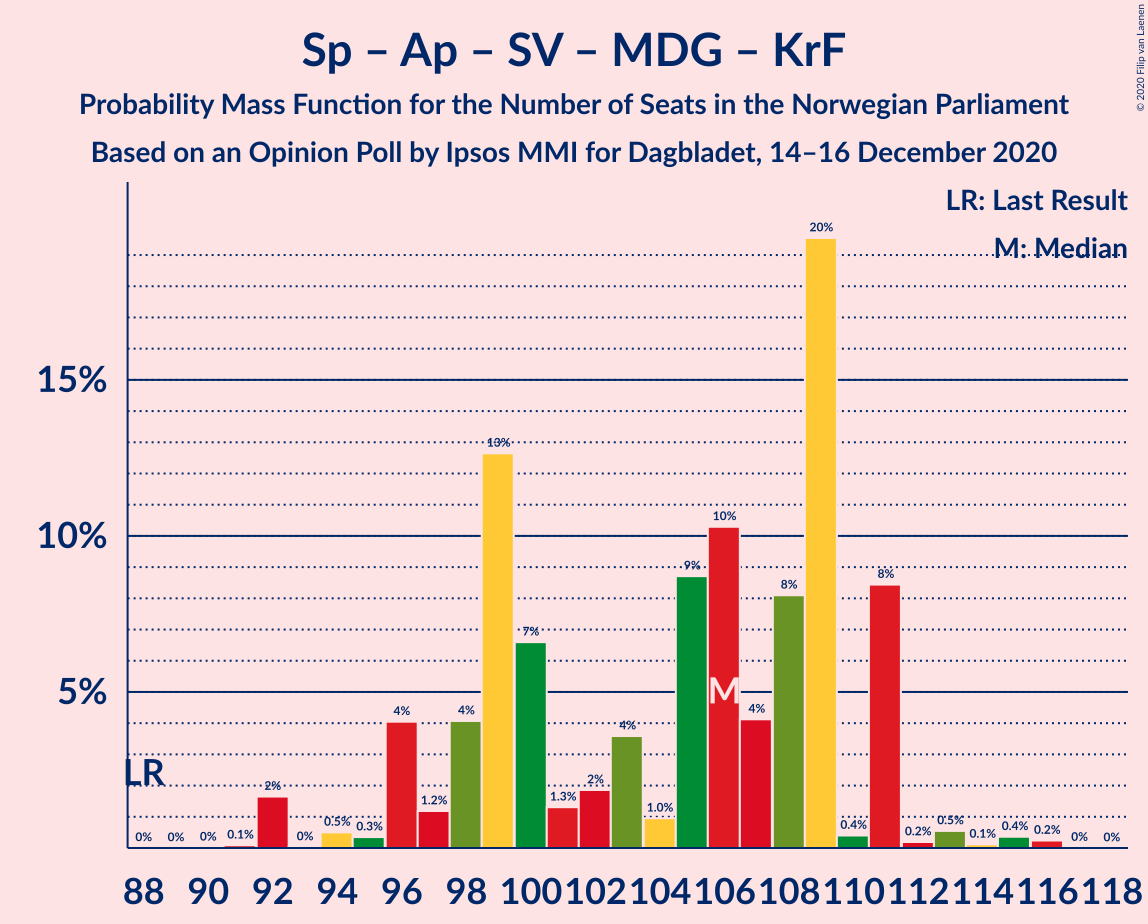 Sp – Ap – SV – MDG – KrF
Probability Mass Function for the Number of Seats in the Norwegian Parliament
Based on an Opinion Poll by Ipsos MMI for Dagbladet, 14–16 December 2020
© 2020 Filip van Laenen
LR: Last Result
M: Median
15%
10%
5%
LR
M
0% 0% 0% 0.1% 2% 0% 0.5% 0.3% 4% 1.2% 4% 13% 7% 1.3% 2% 4% 1.0% 9% 10% 4% 8% 20% 0.4% 8% 0.2% 0.5% 0.1% 0.4% 0.2% 0% 0%
88 90 92 94 96 98 100 102 104 106 108 110 112 114 116 118